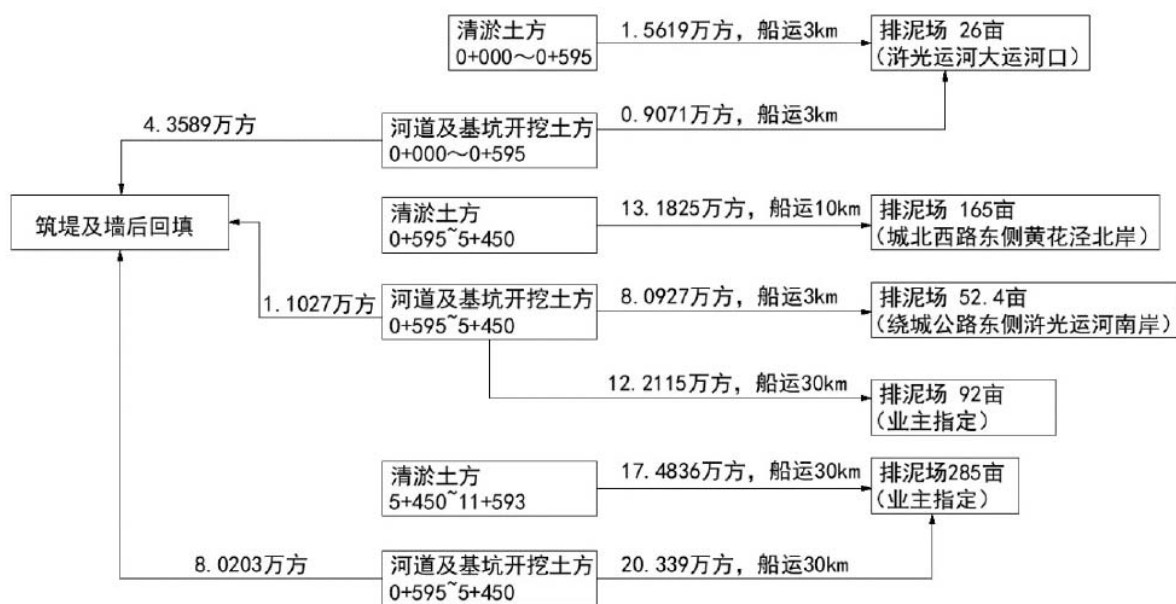 清淤土方
0+000～0+595
1.5619万方，船运3km
排泥场 26亩
（浒光运河大运河口）
4.3589万方
河道及基坑开挖土方
0+000～0+595
0.9071万方，船运3km
筑堤及墙后回填
清淤土方
0+595~5+450
13.1825万方，船运10km
排泥场 165亩
（城北西路东侧黄花泾北岸）
1.1027万方
河道及基坑开挖土方
0+595~5+450
8.0927万方，船运3km
排泥场 52.4亩
（绕城公路东侧浒光运河南岸）
12.2115万方，船运30km
排泥场 92亩
（业主指定）
清淤土方
5+450~11+593
17.4836万方，船运30km
排泥场285亩
（业主指定）
8.0203万方
河道及基坑开挖土方
0+595~5+450
20.339万方，船运30km